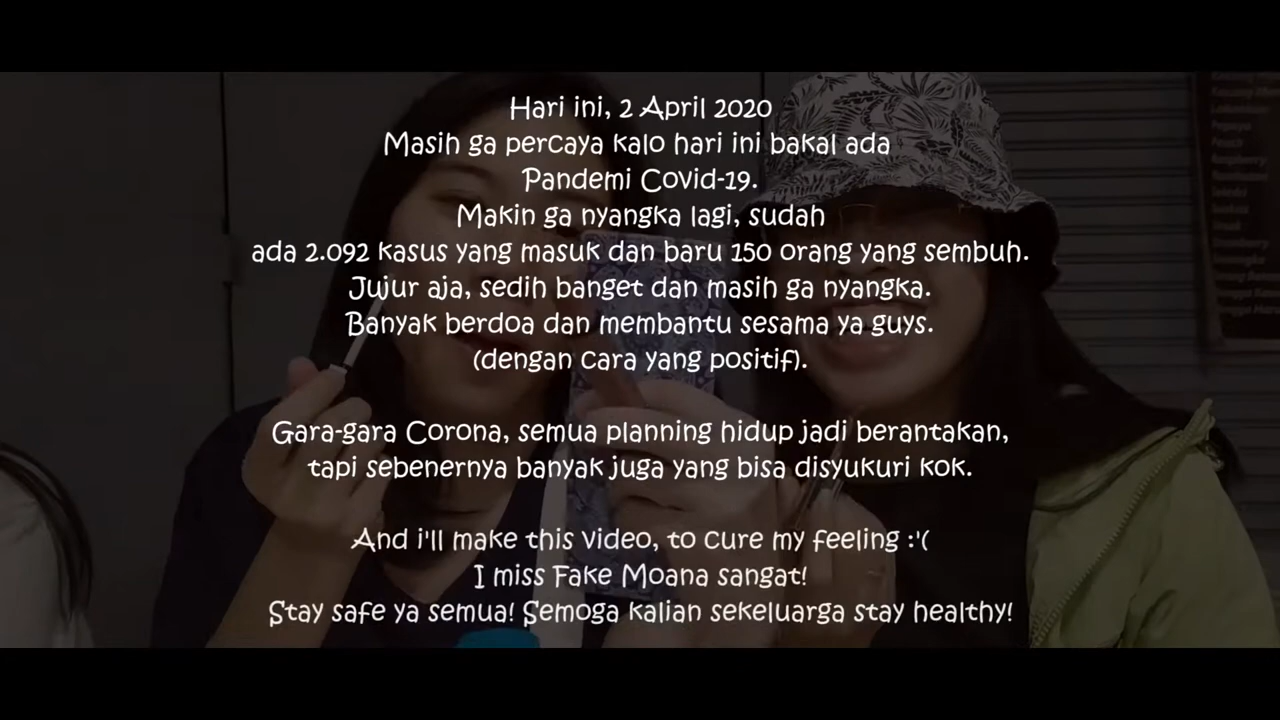 Hari ini, 2 April 2020
Masih ga percaya kalo hari ini bakal ada
Pandemi Covid-19.
Makin ga nyangka lagi, sudah
ada 2.092 kasus yang masuk dan baru 150 orang yang sembuh.
Jujur aja, sedih banget dan masih ga nyangka.
Banyak berdoa dan membantu sesama ya guys.
(dengan cara yang positif).
Gara-gara Corona, semua planning hidup jadi berantakan,
tapi sebenernya banyak juga yang bisa disyukuri kok.
And i'll make this video, to cure my feeling :'(
I miss Fake Moana sangat!
Stay safe ya semua! Semoga kalian sekeluarga stay healthy!